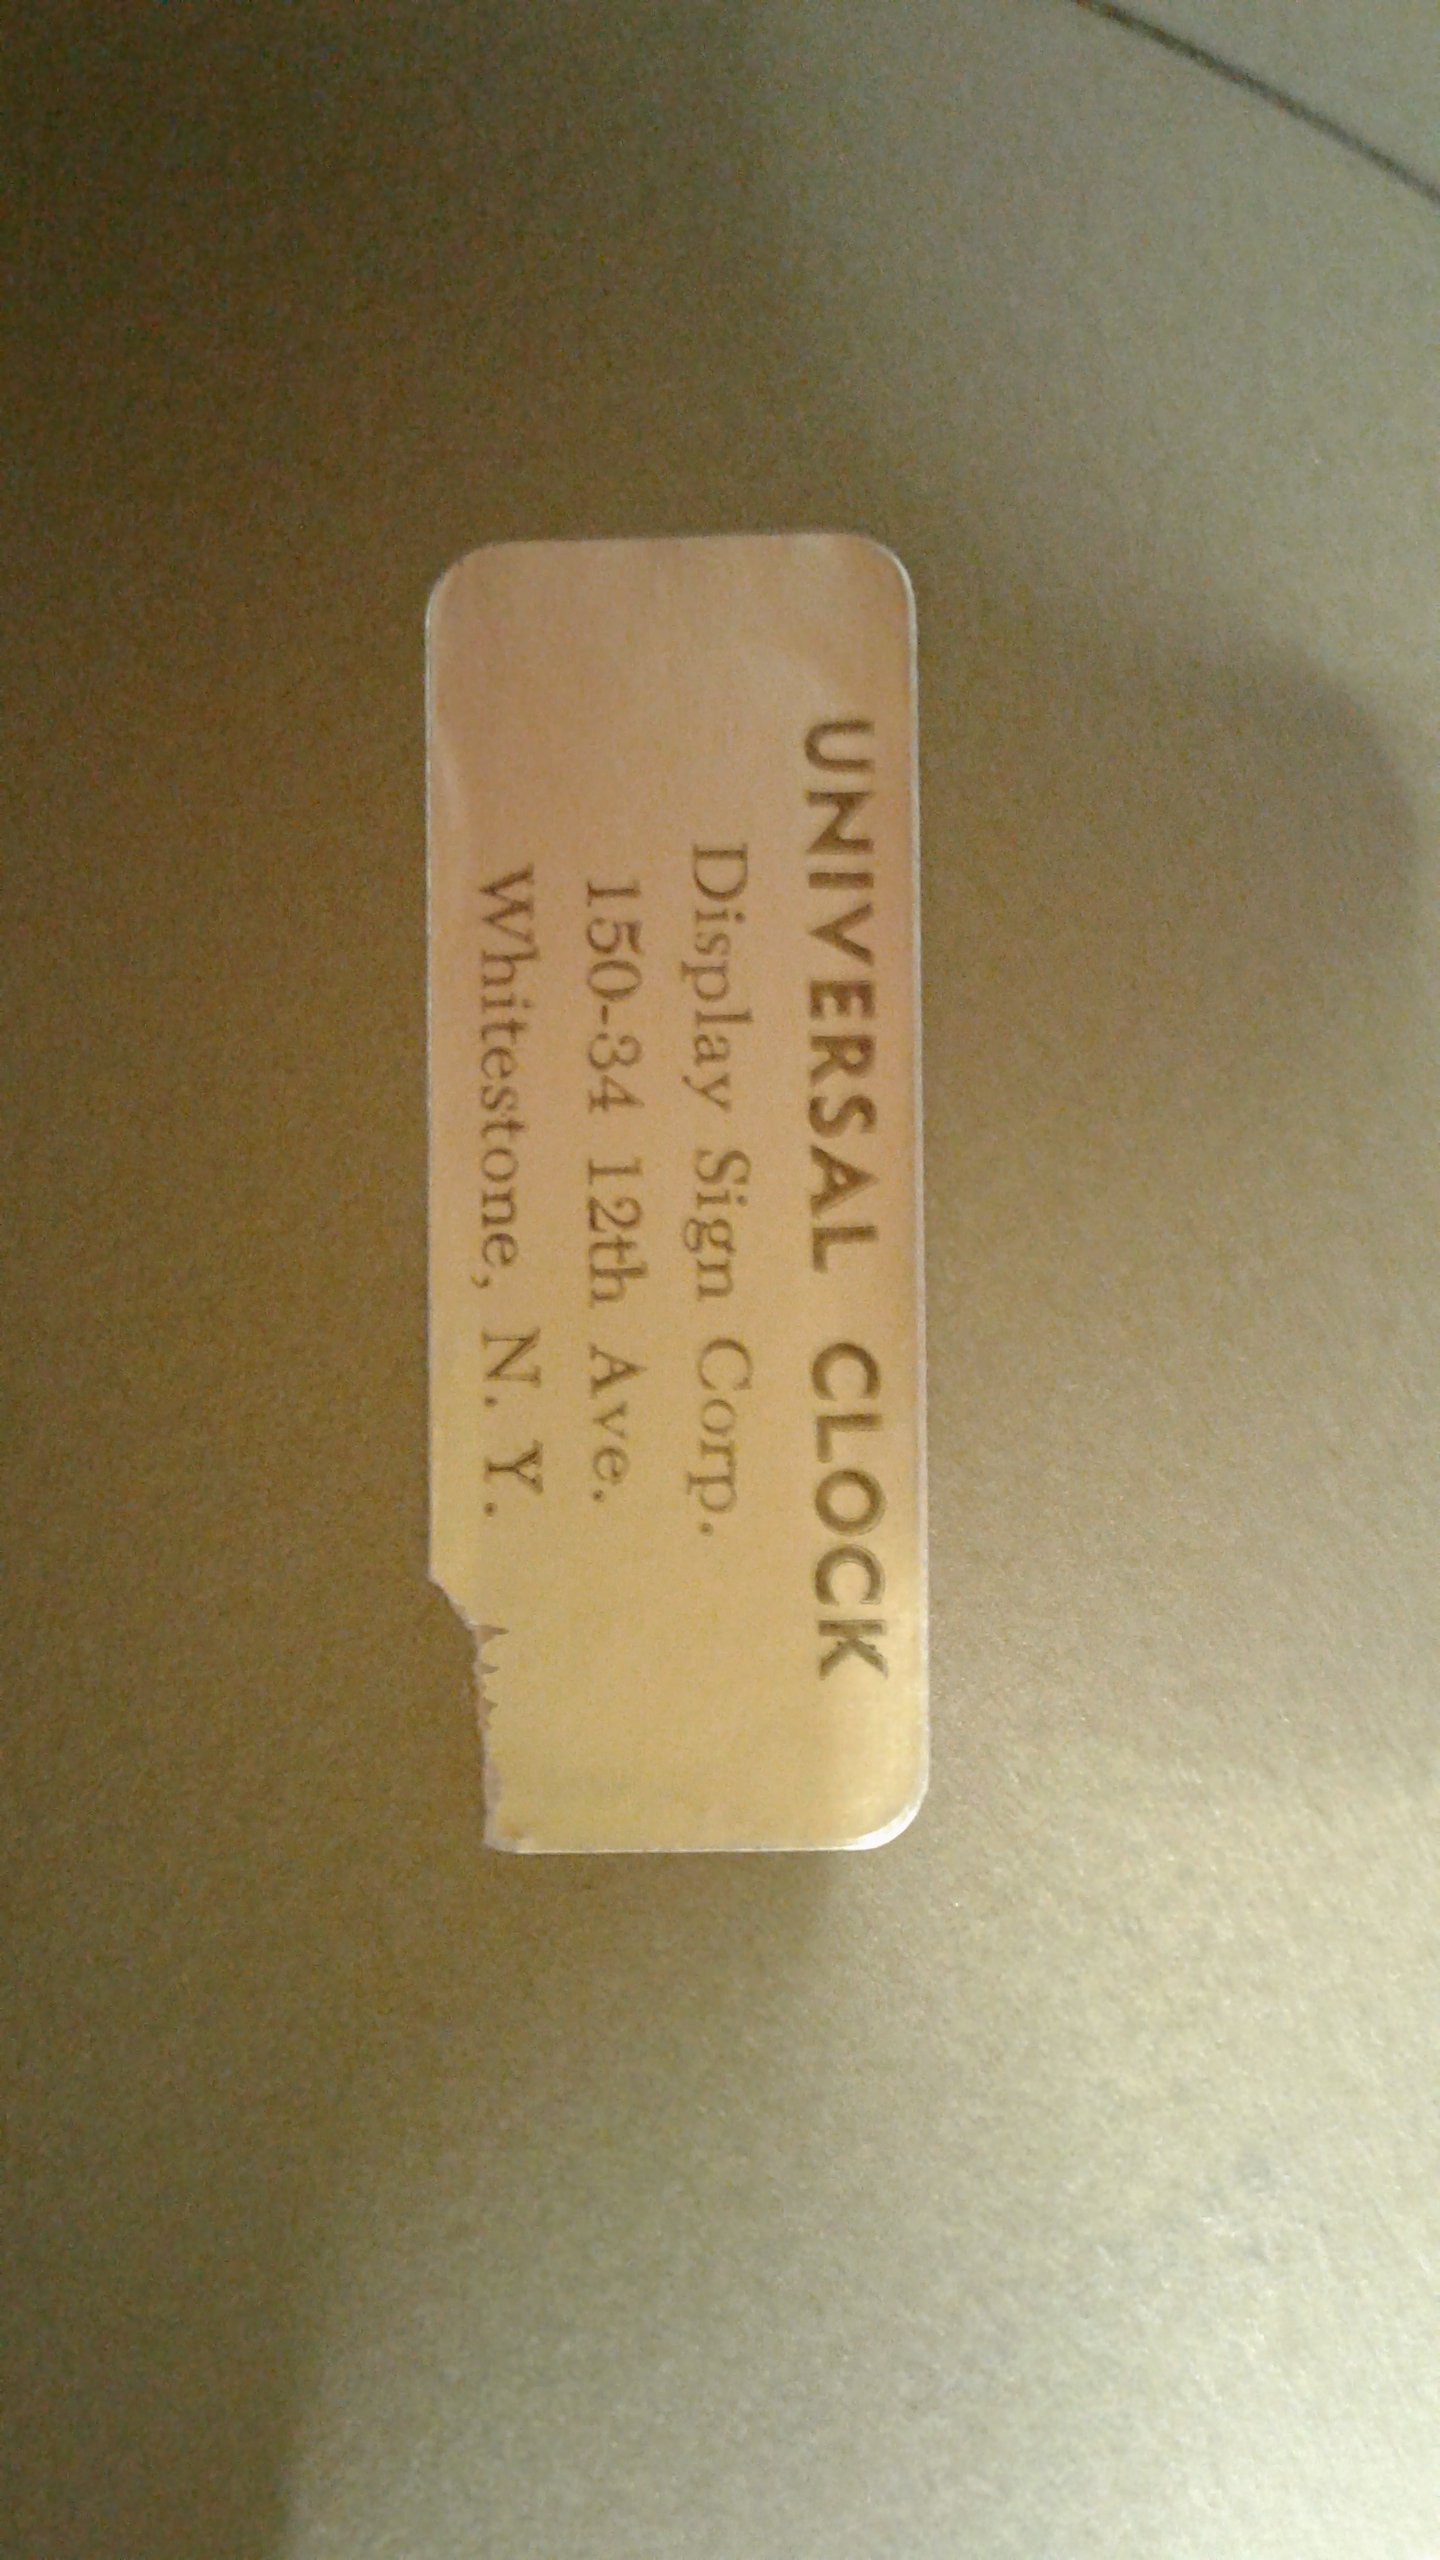 UNIVERSAL CLOCK
Display Sign Corp.
150-34 12th Ave.
Whitestone, N. Y.